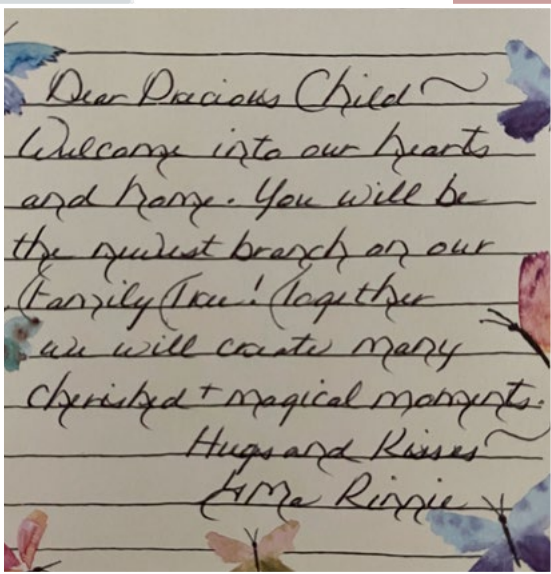 Dear Precious Child ~
Welcome into our hearts
and home. You will be
the newest branch on our
Family Tree! Together
we will create many
cherished + magical moments.
Hugs and Kisses ~
Rinnie